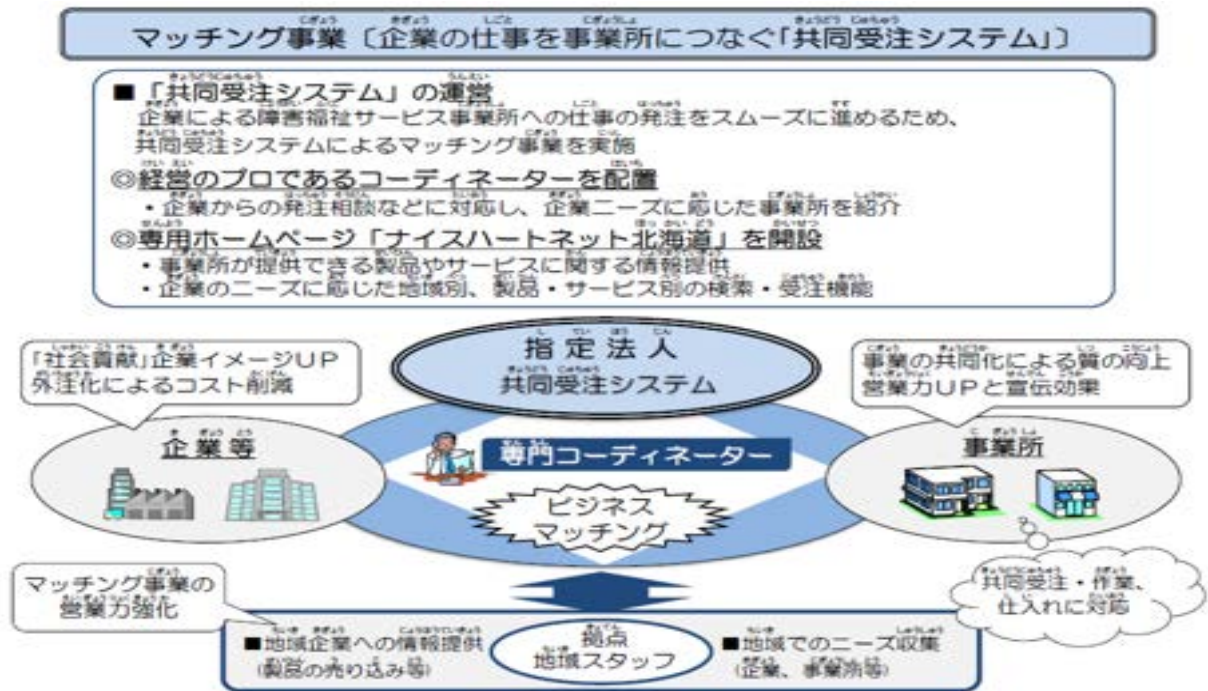 マッチング事業〔企業の仕事を事業所につなぐ「共同受注システム」〕
■「共同受注システム」の運営
企業による障害福祉サービス事業所への仕事の発注をスムーズに進めるため、
共同受注システムによるマッチング事業を実施
◎経営のプロであるコーディネーターを配置
・企業からの発注相談などに対応し、企業ニーズに応じた事業所を紹介
◎専用ホームページ「ナイスハートネット北海道」を開設
・事業所が提供できる製品やサービスに関する情報提供
・企業のニーズに応じた地域別、製品・サービス別の検索・受注機能
指定法人
共同受注システム
「社会貢献」企業イメージUP
外注化によるコスト削減
事業の共同化による質の向上
営業力UPと宣伝効果
企業等
専門コーディネーター
事業所
ビジネス
マッチング
マッチング事業の
営業力強化
共同受注・作業、
仕入れに対応
■地域企業への情報提供
(製品の売り込み等)
拠点
地域スタッフ
■地域でのニーズ収集
(企業、事業所等)